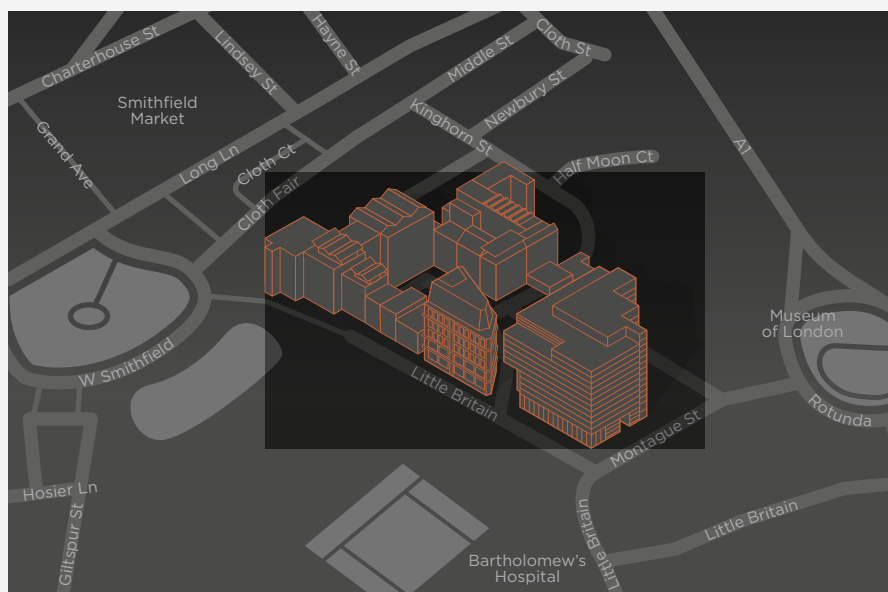 Charterhouse St
Lindsey St
Hayne St
Cloth St
Middle St
Newbury St
Smithfield
Market
Kinghorn St
A1
Grand Ave
Long Ln
Cloth Ct
Half Moon Ct
Cloth Fair
Museum
of London
W Smithfield
Little Britain
Rotunda
Montague St
Hosier Ln
Giltspur St
Little Britain
Little Britain
Bartholomew's
Hospital